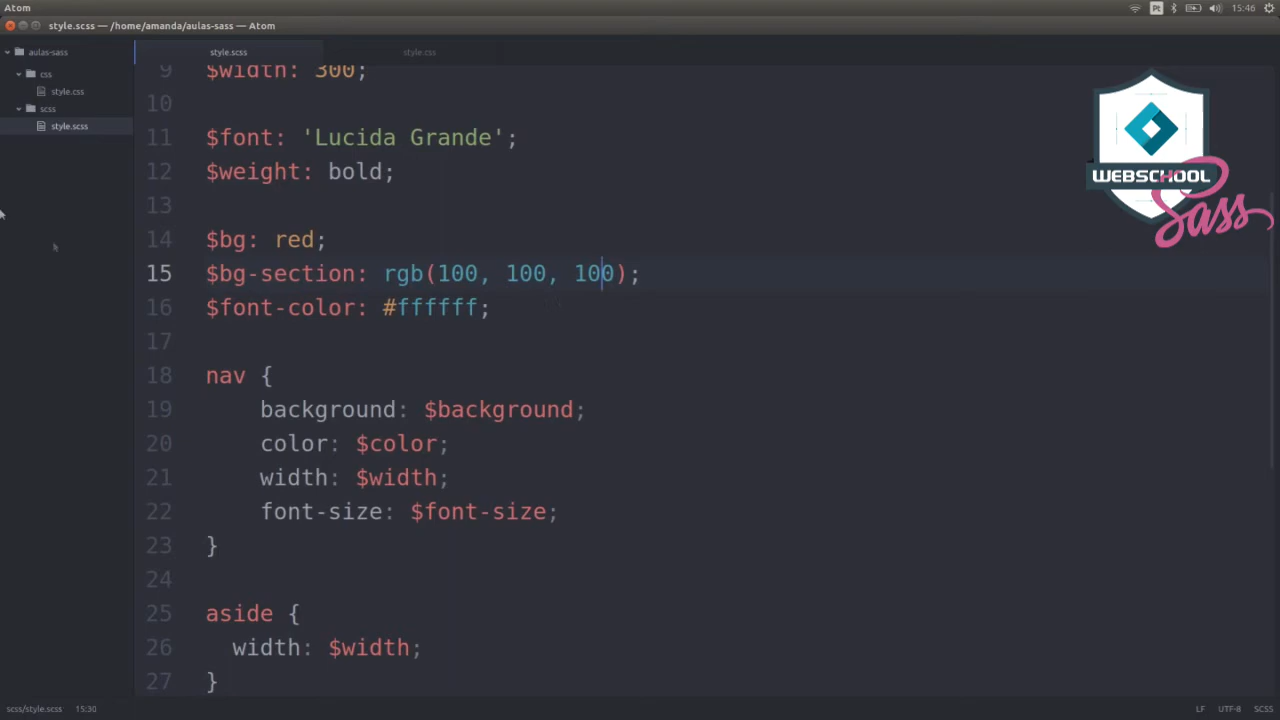 Atom
Pt
15:46
style.scss — /home/amanda/aulas-sass — Atom
aulas-sass
css
style.css
scss
style.scss
style.scss
style.css
9 $width: 300;
10
11 $font: 'Lucida Grande';
12 $weight: bold;
13
14 $bg: red;
15 $bg-section: rgb(100, 100, 100);
16 $font-color: #ffffff;
17
18 nav {
19 background: $background;
20 color: $color;
21 width: $width;
22 font-size: $font-size;
23 }
24
25 aside {
26 width: $width;
27 }
WEBSCHOOL
Sass
scss/style.scss 15:30
LF UTF-8 SCSS